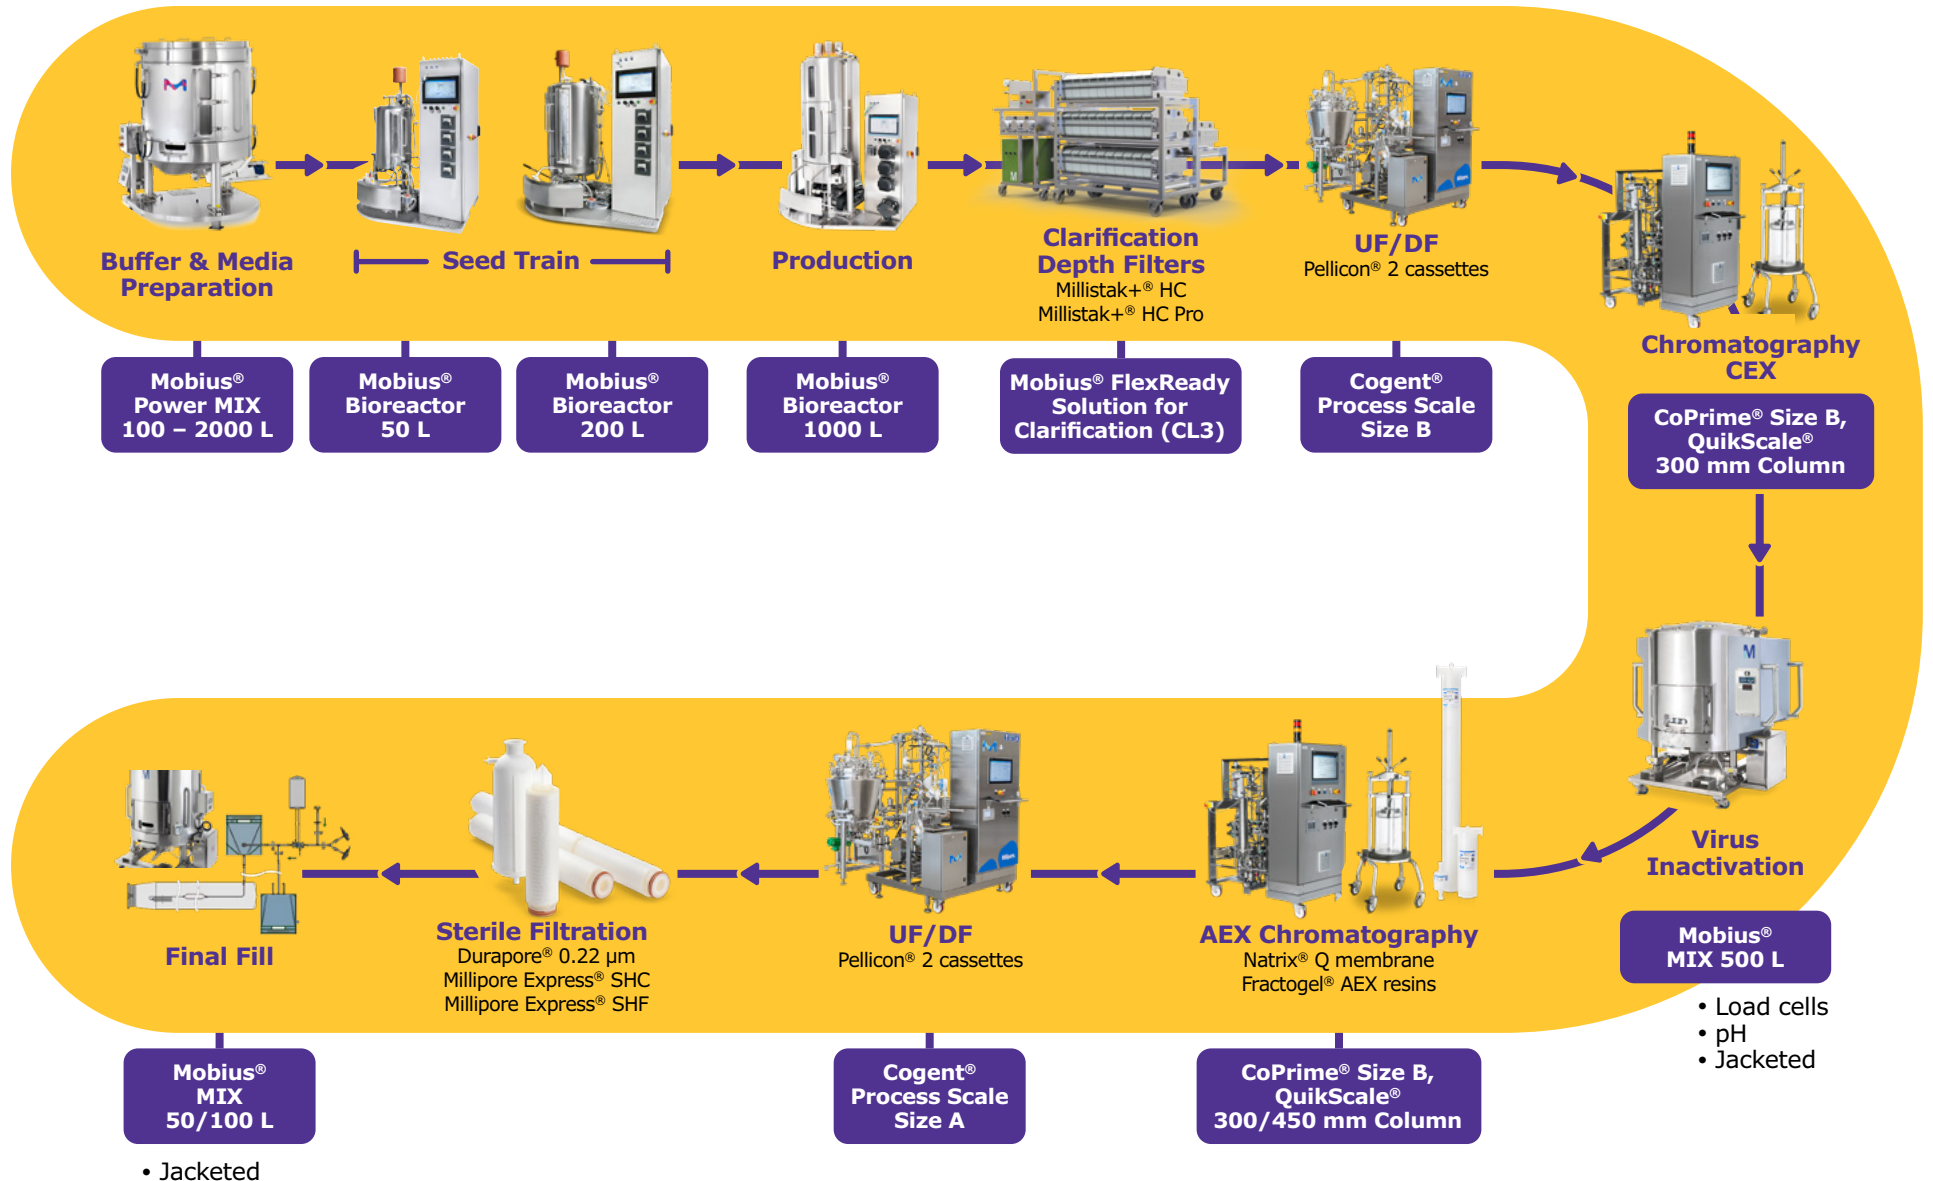 Buffer & Media
Preparation
Seed Train
Production
Clarification
Depth Filters
Millistak+® HC
Millistak+® HC Pro
UF/DF
Pellicon® 2 cassettes
Chromatography
CEX
Mobius®
Power MIX
100 – 2000 L
Mobius®
Bioreactor
50 L
Mobius®
Bioreactor
200 L
Mobius®
Bioreactor
1000 L
Mobius® FlexReady
Solution for
Clarification (CL3)
Cogent®
Process Scale
Size B
CoPrime® Size B,
QuikScale®
300 mm Column
Virus
Inactivation
Mobius®
MIX 500 L
• Load cells
• pH
• Jacketed
AEX Chromatography
Natrix® Q membrane
Fractogel® AEX resins
CoPrime® Size B,
QuikScale®
300/450 mm Column
UF/DF
Pellicon® 2 cassettes
Cogent®
Process Scale
Size A
Sterile Filtration
Durapore® 0.22 µm
Millipore Express® SHC
Millipore Express® SHF
Final Fill
Mobius®
MIX
50/100 L
• Jacketed